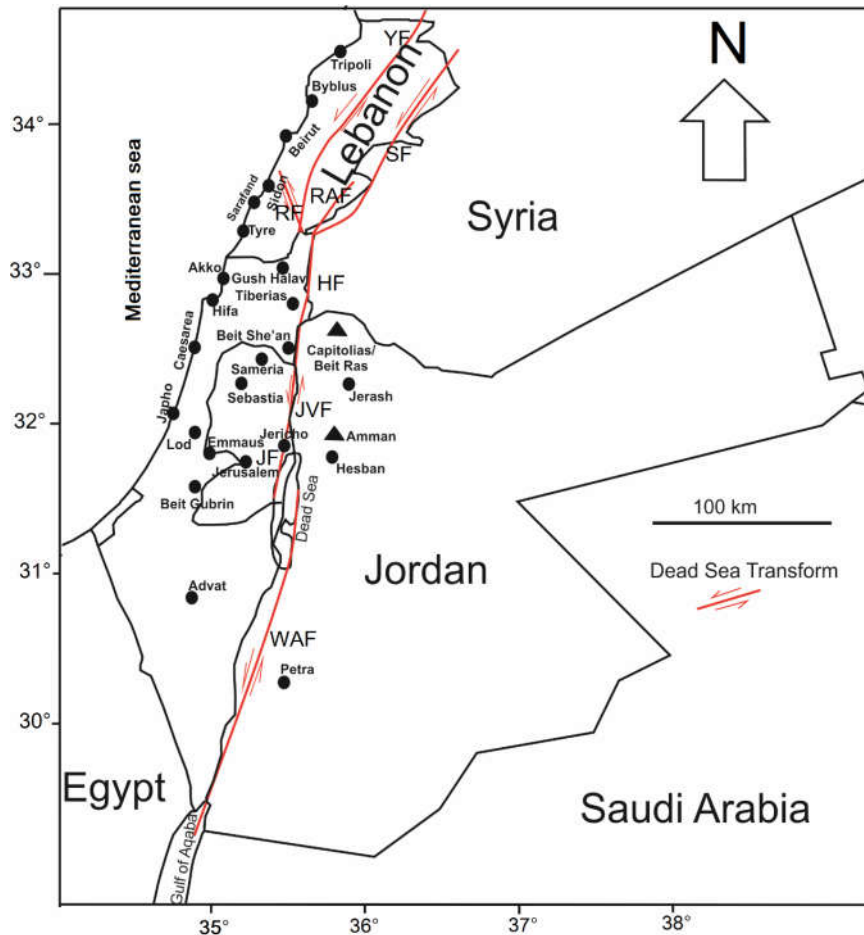 N
YF
Tripoli
Byblus
Lebanon
34°
Beirut
SF
Sidon
Sarafand
RAF
RF
Syria
Tyre
Mediterranean sea
33°
Akko
Gush Halav
HF
Tiberias
Hifa
Beit She'an
Capitolias/
Beit Ras
Caesarea
Sameria
Sebastia
Jerash
Japho
JVF
32°
Lod
Emmaus
Jericho
Amman
JF
Jerusalem
Hesban
Beit Gubrin
Dead Sea
100 km
Dead Sea Transform
31°
Jordan
Advat
WAF
Petra
30°
Egypt
Saudi Arabia
Gulf of Aqaba
35°
36°
37°
38°